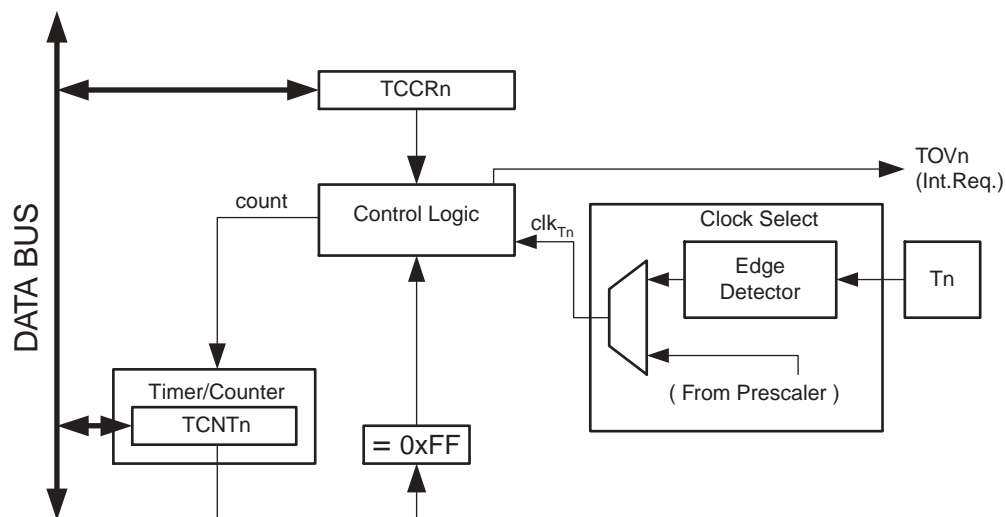 TCCRn
TOVn
(Int.Req.)
count
Control Logic
clkTn
Clock Select
Edge
Detector
Tn
DATA BUS
Timer/Counter
( From Prescaler )
TCNTn
= 0xFF